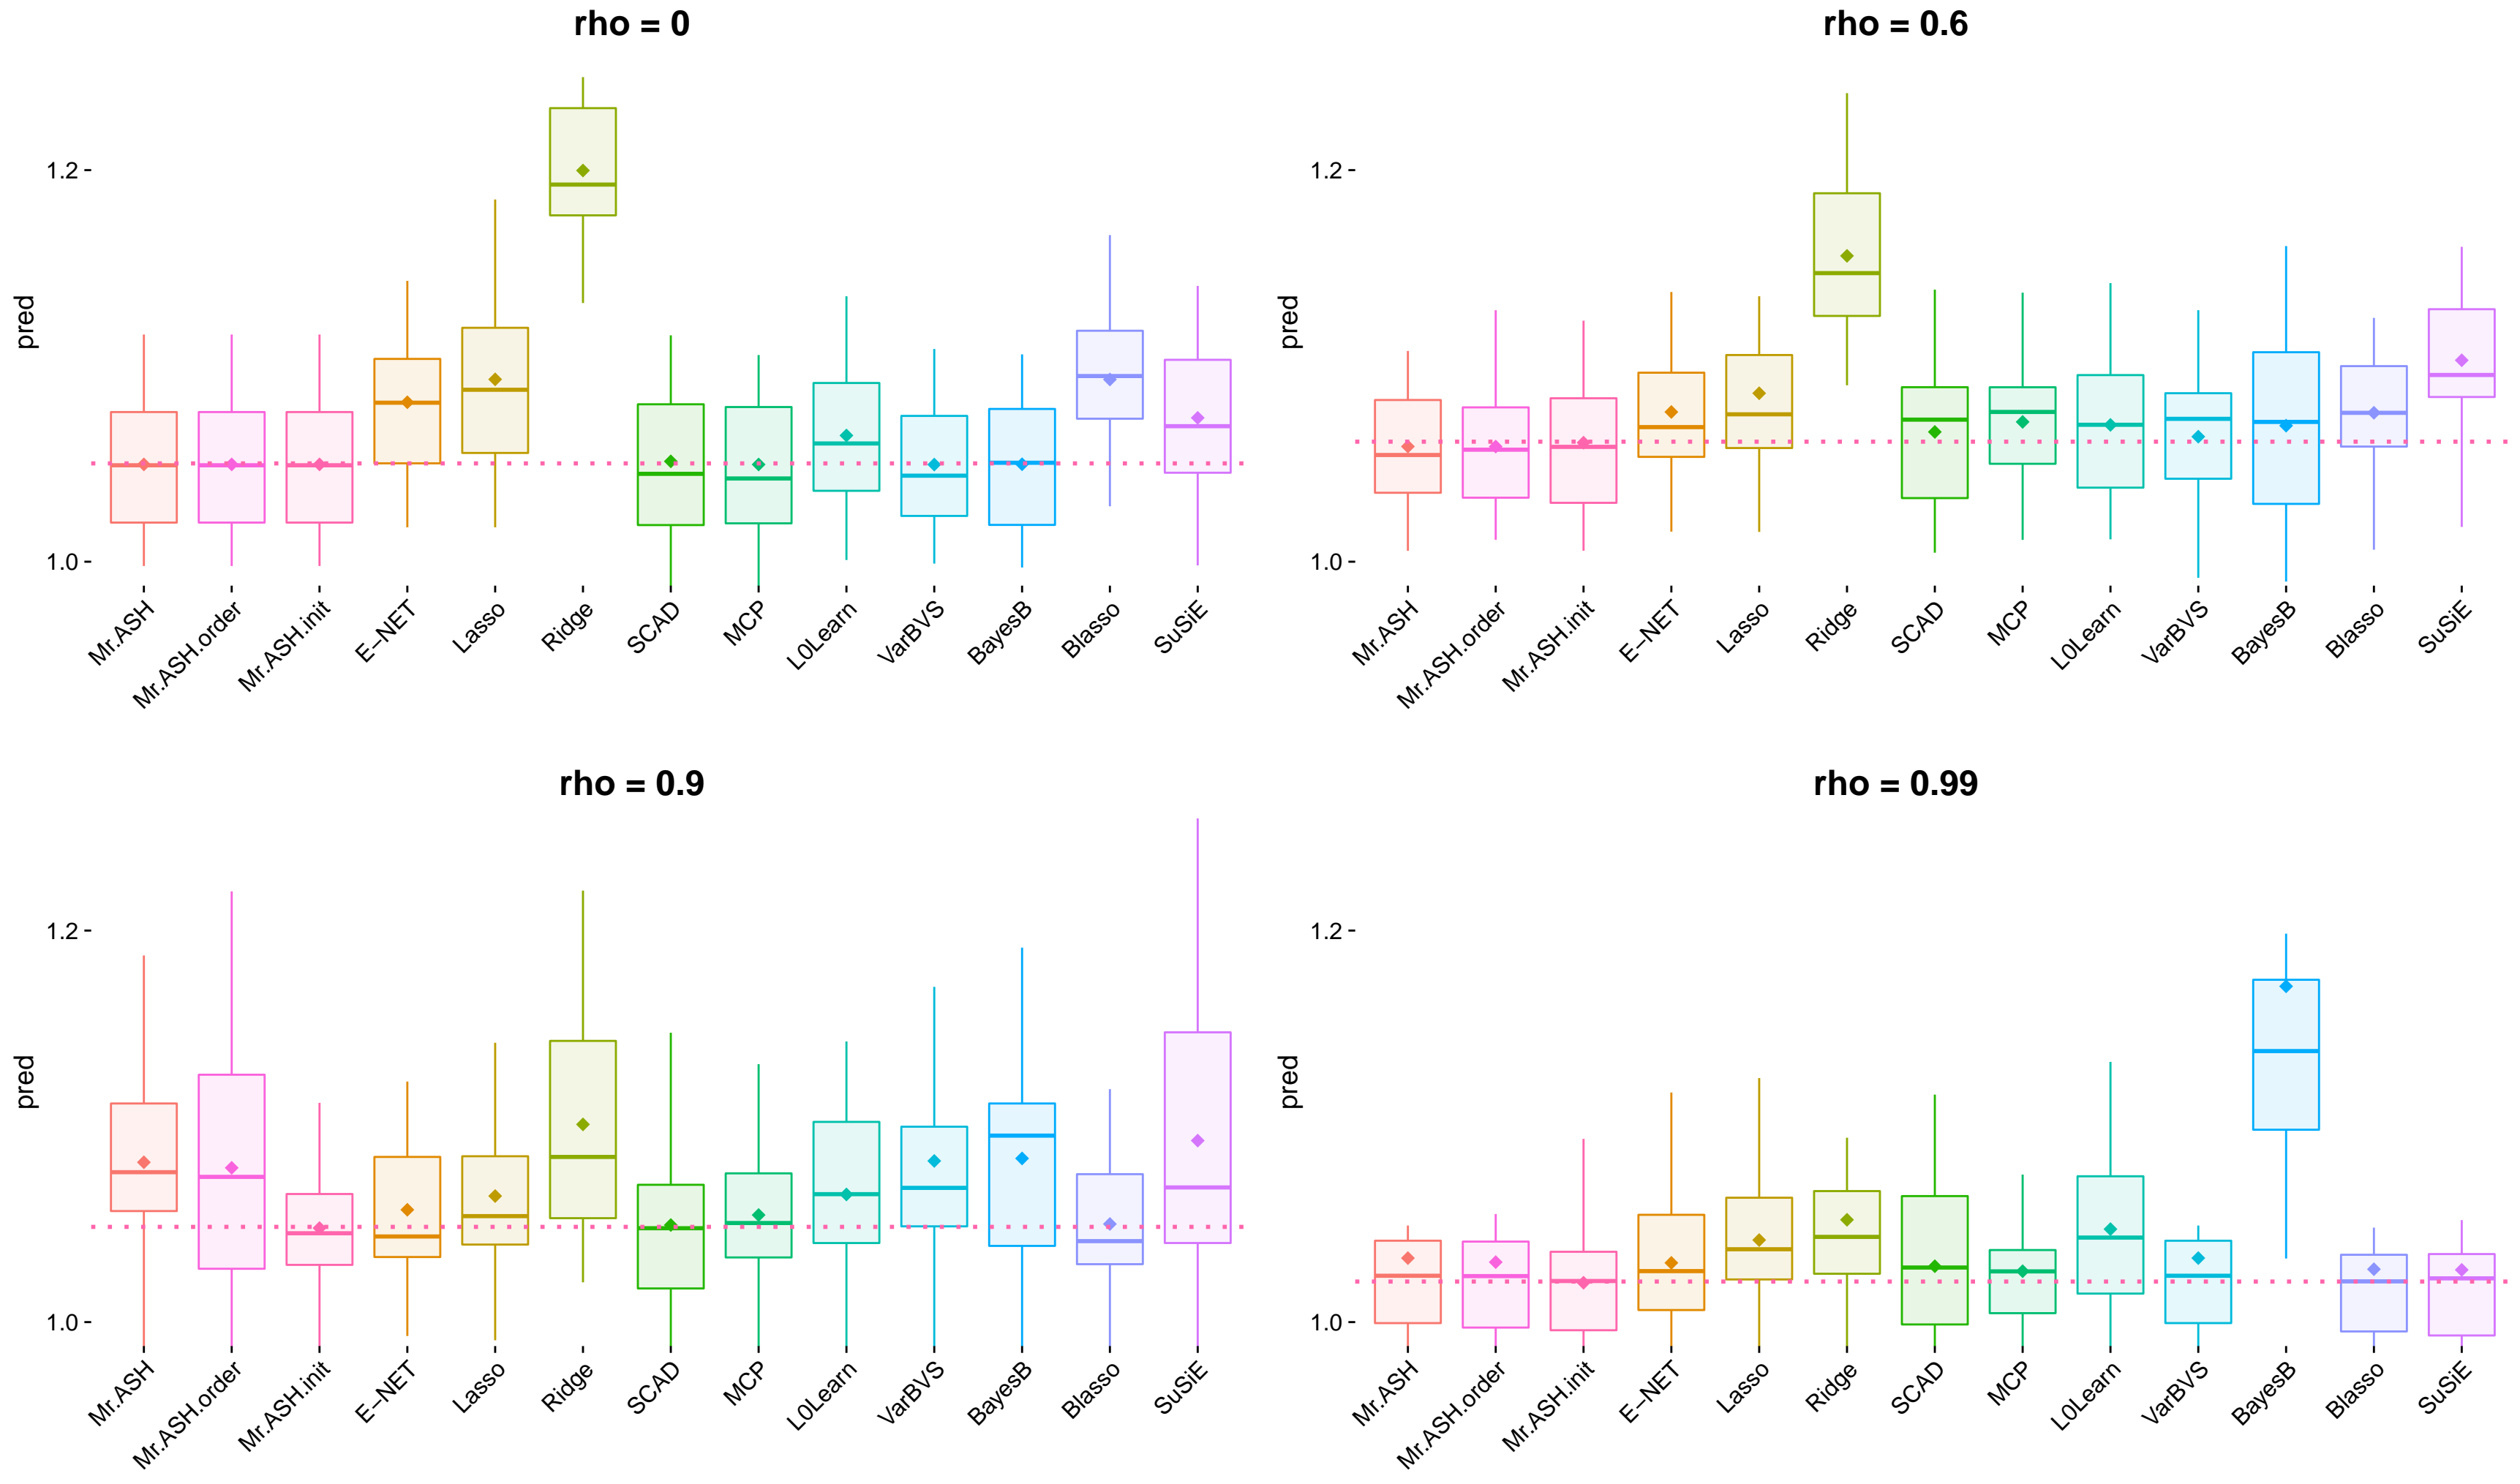 rho = 0
pred
1.2
1.0
Mr.ASH
Mr.ASH.order
Mr.ASH.init
E−NET
Lasso
Ridge
SCAD
MCP
L0Learn
VarBVS
BayesB
Blasso
SuSiE
rho = 0.6
pred
1.2
1.0
Mr.ASH
Mr.ASH.order
Mr.ASH.init
E−NET
Lasso
Ridge
SCAD
MCP
L0Learn
VarBVS
BayesB
Blasso
SuSiE
rho = 0.9
pred
1.2
1.0
Mr.ASH
Mr.ASH.order
Mr.ASH.init
E−NET
Lasso
Ridge
SCAD
MCP
L0Learn
VarBVS
BayesB
Blasso
SuSiE
rho = 0.99
pred
1.2
1.0
Mr.ASH
Mr.ASH.order
Mr.ASH.init
E−NET
Lasso
Ridge
SCAD
MCP
L0Learn
VarBVS
BayesB
Blasso
SuSiE